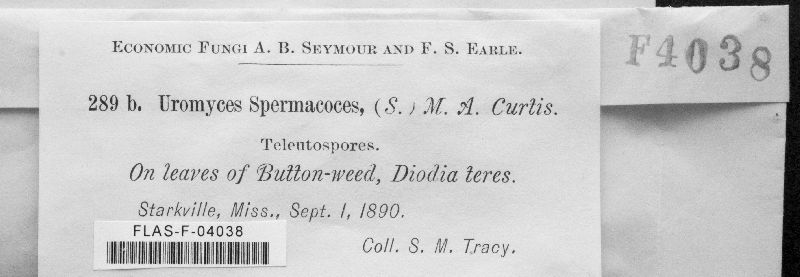 Economic Fungi A. B. Seymour and F. S. Earle.
F4038
289 b. Uromyces Spermacoces, (S.) M. A. Curtis.
Teleutospores.
On leaves of Button-weed, Diodia teres.
Starkville, Miss., Sept. 1, 1890.
FLAS-F-04038
Coll. S. M. Tracy.